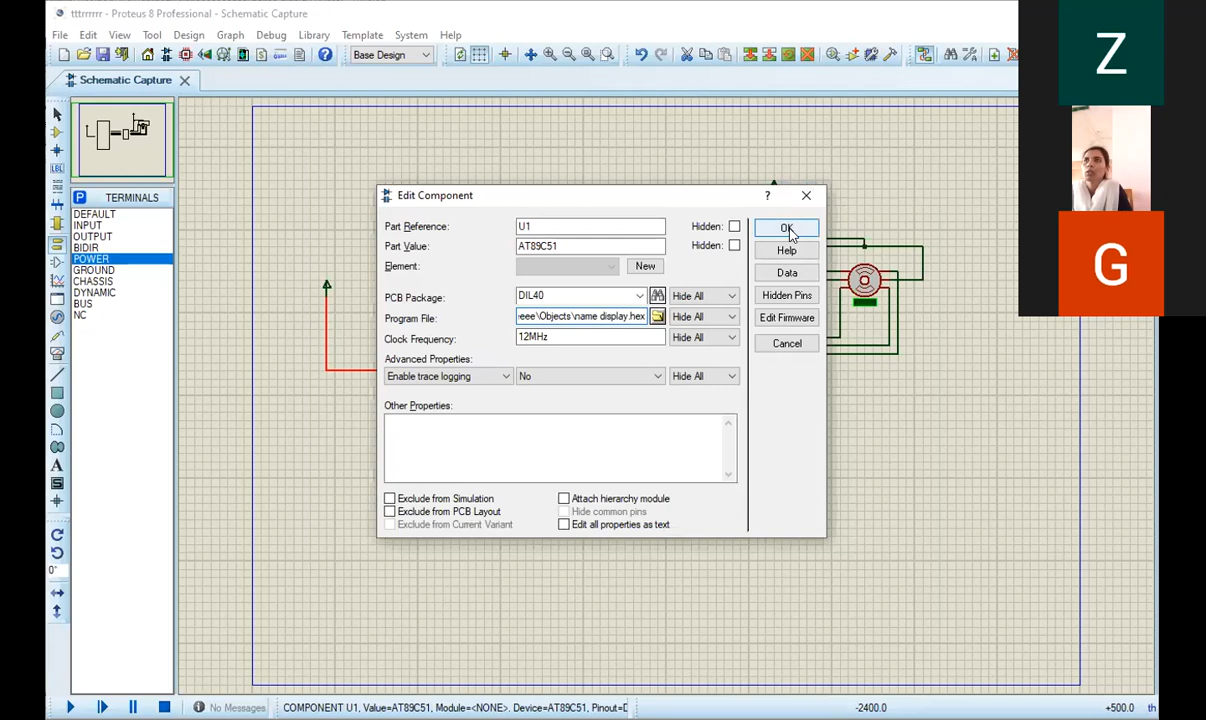 tttrrrrrr - Proteus 8 Professional - Schematic Capture
File Edit View Tool Design Graph Debug Library Template System Help
Base Design
Schematic Capture
P TERMINALS
DEFAULT
INPUT
OUTPUT
BIDIR
POWER
GROUND
CHASSIS
DYNAMIC
BUS
NC
LBL
A
S
0°
Edit Component
?
Part Reference: U1 Hidden:
Part Value: AT89C51 Hidden:
Element: New
PCB Package: DIL40 Hide All
Program File: eee\Objects\name display.hex Hide All
Clock Frequency: 12MHz Hide All
Advanced Properties:
Enable trace logging No Hide All
Other Properties:
Exclude from Simulation
Exclude from PCB Layout
Exclude from Current Variant
Attach hierarchy module
Hide common pins
Edit all properties as text
OK
Help
Data
Hidden Pins
Edit Firmware
Cancel
Z
G
No Messages COMPONENT U1, Value=AT89C51, Module=<NONE>, Device=AT89C51, Pinout=D -2400.0 +500.0 th